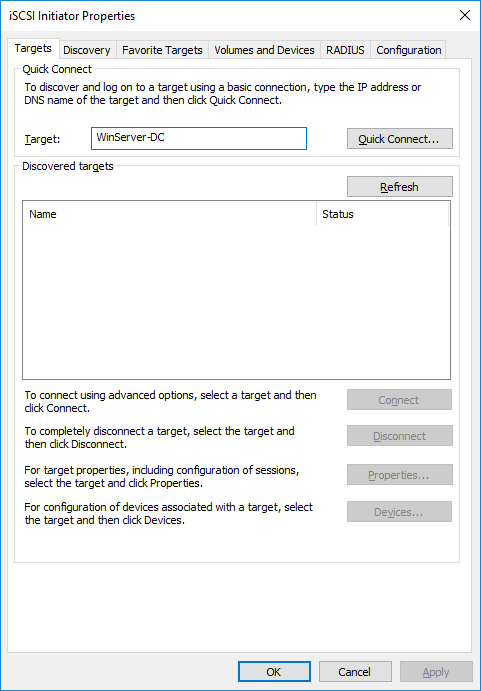 iSCSI Initiator Properties
Targets Discovery Favorite Targets Volumes and Devices RADIUS Configuration
Quick Connect
To discover and log on to a target using a basic connection, type the IP address or
DNS name of the target and then click Quick Connect.
Target: WinServer-DC Quick Connect...
Discovered targets
Refresh
Name Status
To connect using advanced options, select a target and then
click Connect.
Connect
To completely disconnect a target, select the target and
then click Disconnect.
Disconnect
For target properties, including configuration of sessions,
select the target and click Properties.
Properties...
For configuration of devices associated with a target, select
the target and then click Devices.
Devices...
OK Cancel Apply